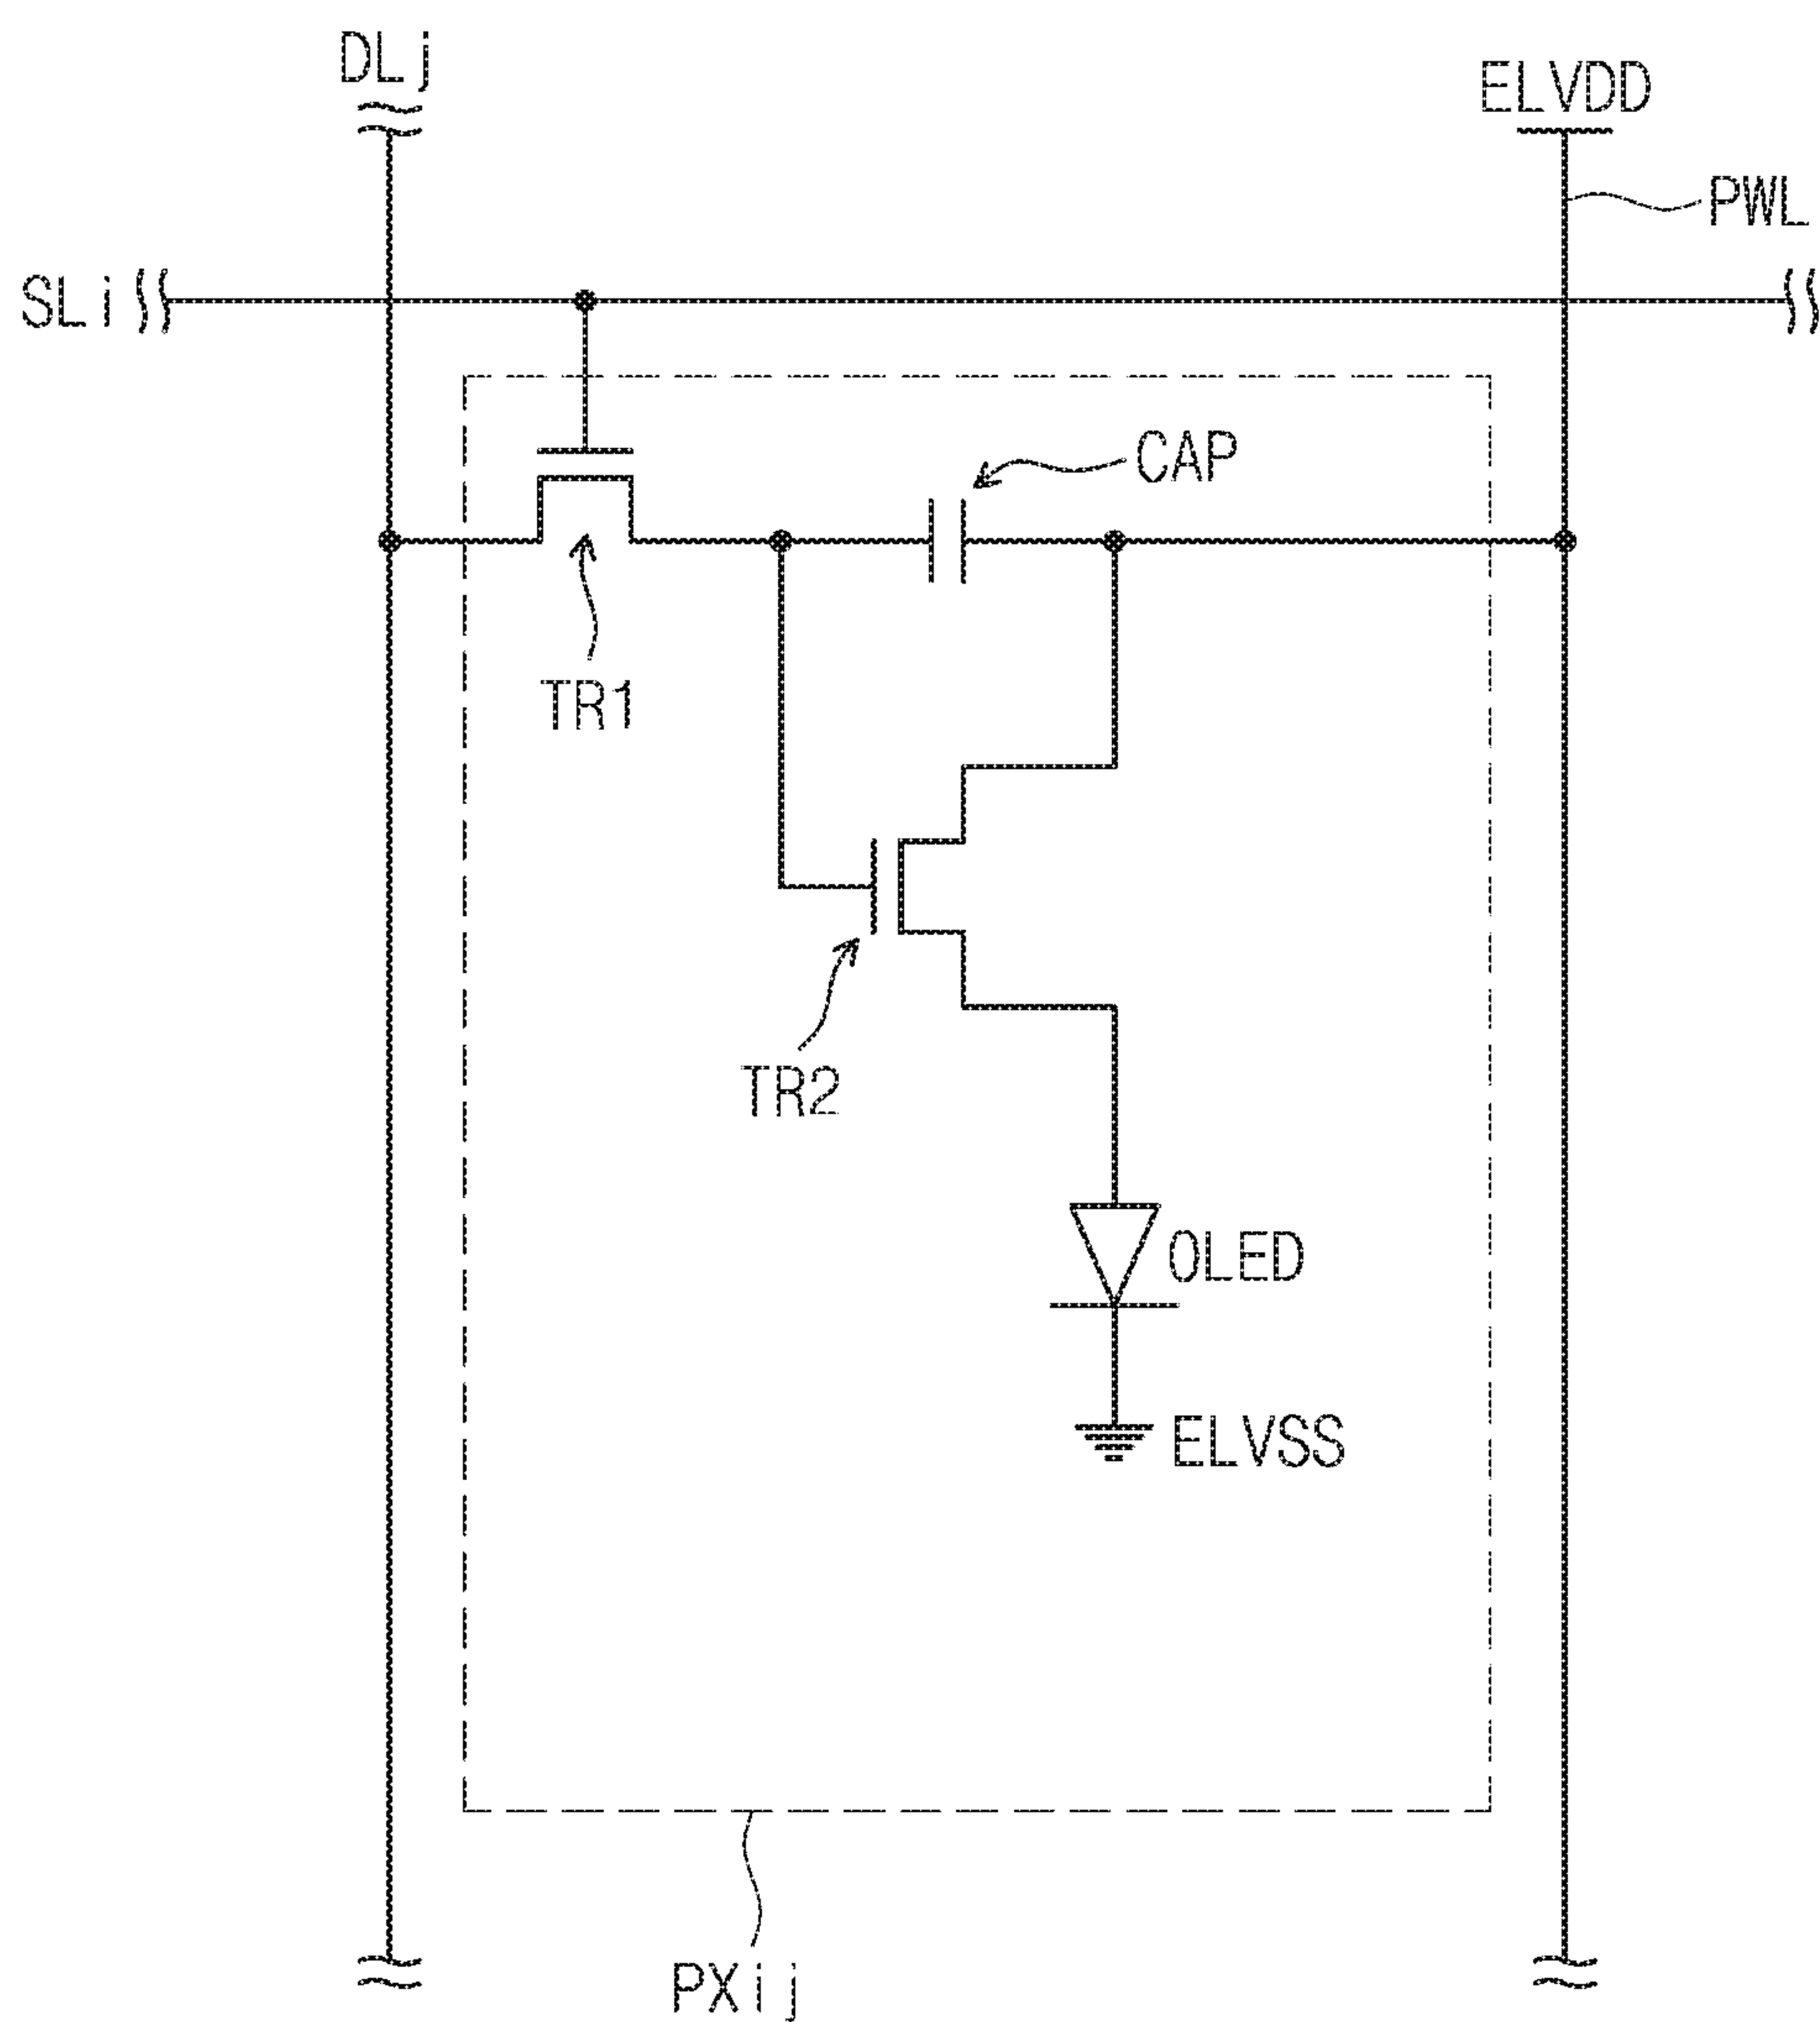 DLj
ELVDD
PWL
SLi
CAP
TR1
TR2
OLED
ELVSS
PXij